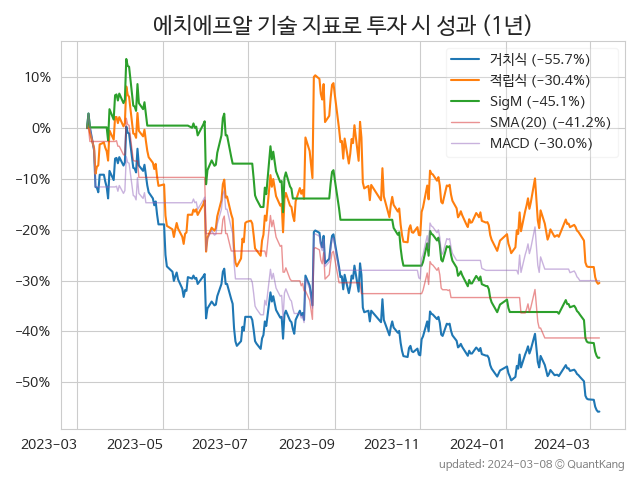 에치에프알 기술 지표로 투자 시 성과 (1년)
거치식 (−55.7%)
적립식 (−30.4%)
SigM (−45.1%)
SMA(20) (−41.2%)
MACD (−30.0%)
10%
0%
−10%
−20%
−30%
−40%
−50%
2023−03 2023−05 2023−07 2023−09 2023−11 2024−01 2024−03
updated: 2024−03−08 ⓒ QuantKang